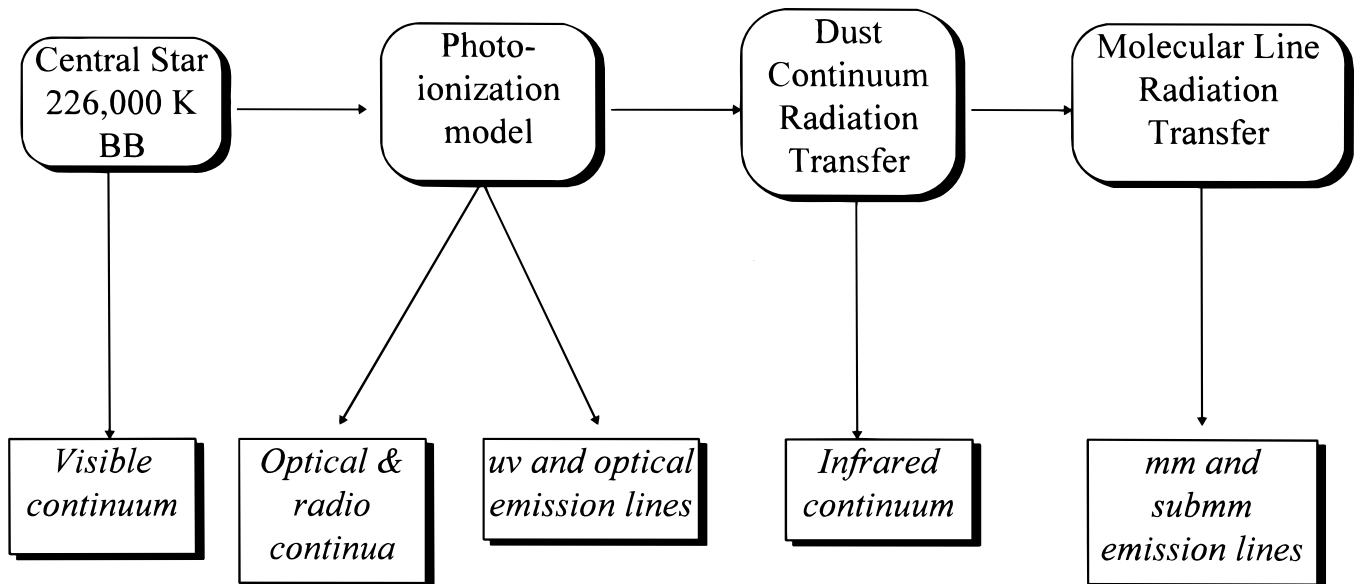 Central Star
226,000 K
BB
Photo-
ionization
model
Dust
Continuum
Radiation
Transfer
Molecular Line
Radiation
Transfer
Visible
continuum
Optical &
radio
continua
uv and optical
emission lines
Infrared
continuum
mm and
submm
emission lines